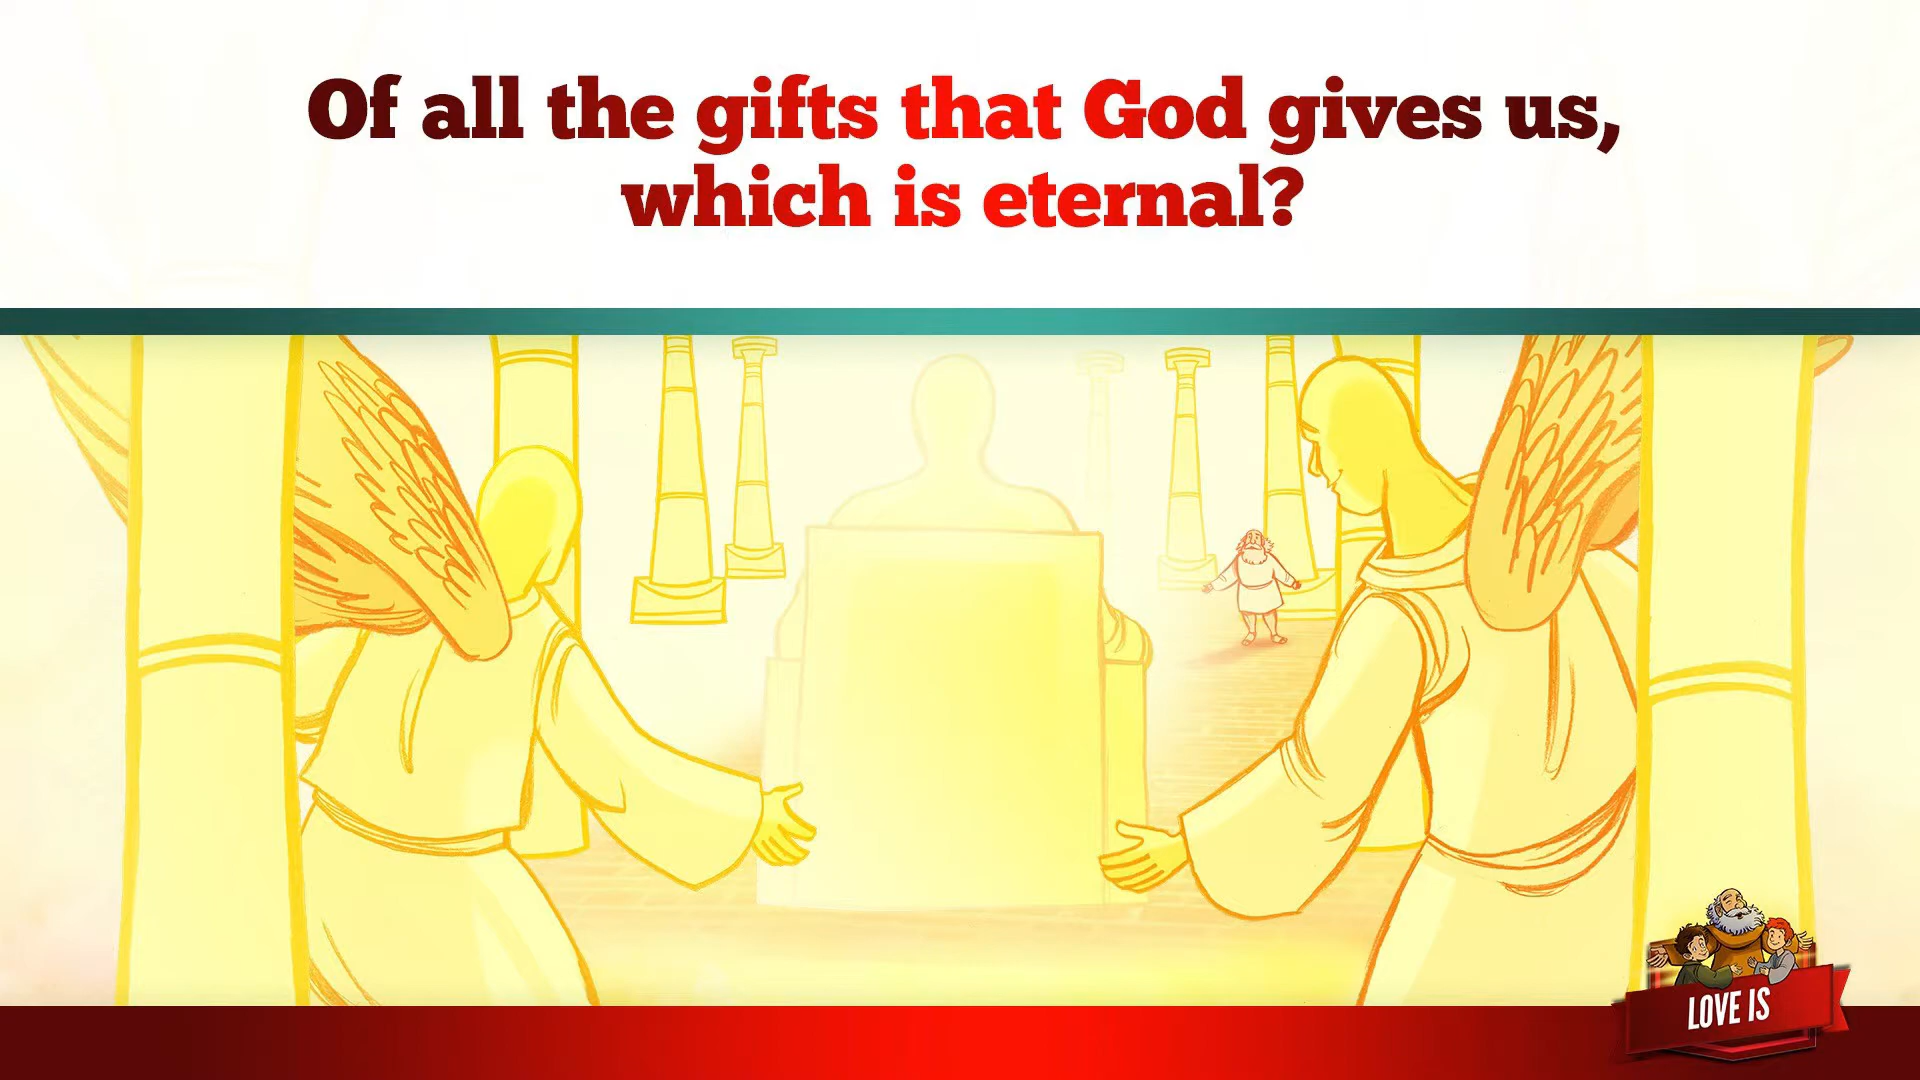 Of all the gifts that God gives us,
which is eternal?
LOVE IS